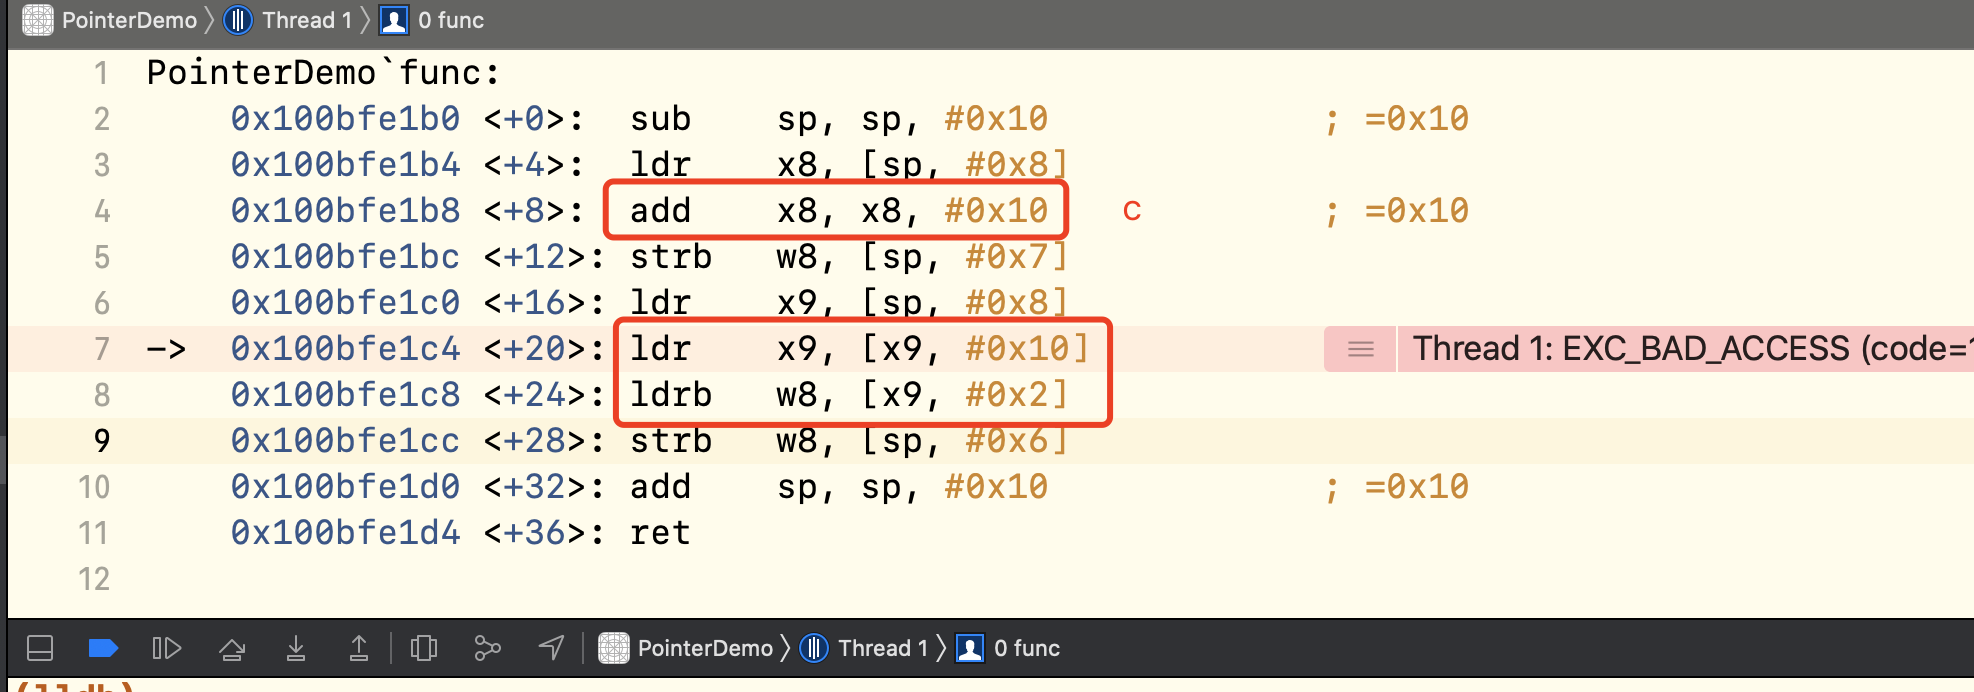 PointerDemo 〉 Thread 1 〉 0 func
1 PointerDemo`func:
2 0x100bfe1b0 <+0>: sub sp, sp, #0x10 ; =0x10
3 0x100bfe1b4 <+4>: ldr x8, [sp, #0x8]
4 0x100bfe1b8 <+8>: add x8, x8, #0x10 c ; =0x10
5 0x100bfe1bc <+12>: strb w8, [sp, #0x7]
6 0x100bfe1c0 <+16>: ldr x9, [sp, #0x8]
7 -> 0x100bfe1c4 <+20>: ldr x9, [x9, #0x10] Thread 1: EXC_BAD_ACCESS (code=1
8 0x100bfe1c8 <+24>: ldrb w8, [x9, #0x2]
9 0x100bfe1cc <+28>: strb w8, [sp, #0x6]
10 0x100bfe1d0 <+32>: add sp, sp, #0x10 ; =0x10
11 0x100bfe1d4 <+36>: ret
12
PointerDemo 〉 Thread 1 〉 0 func
(lldb)